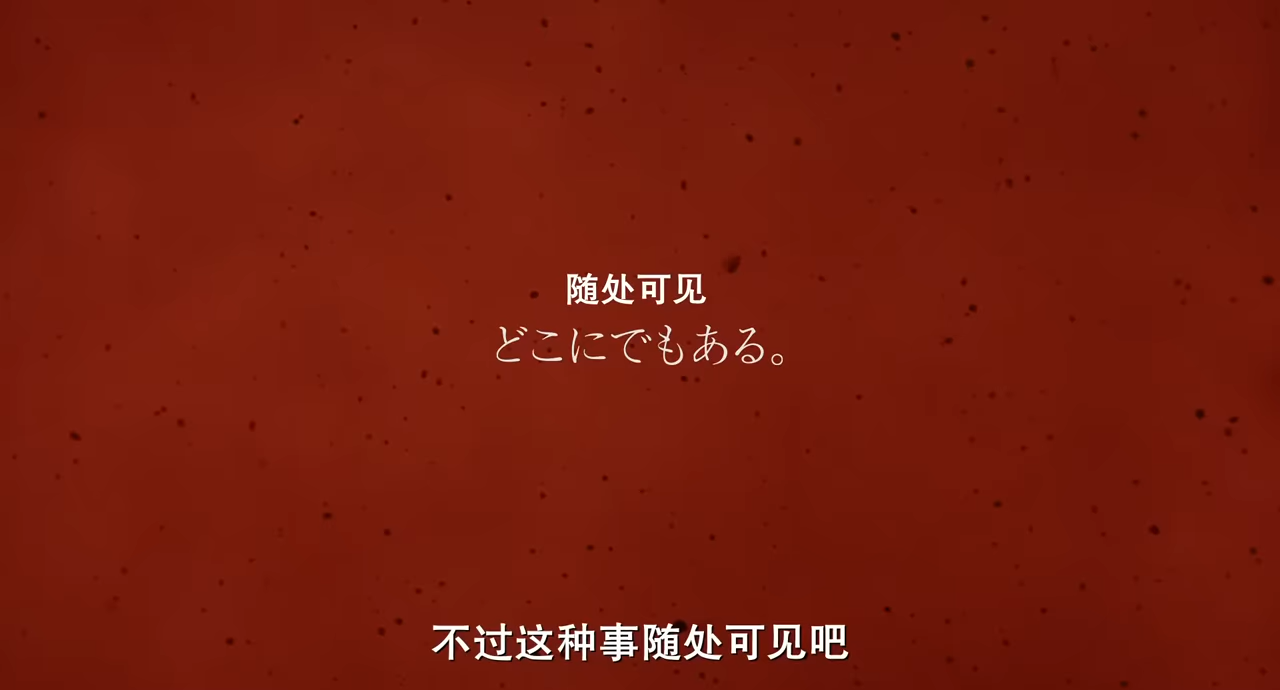 随处可见
どこにでもある。
不过这种事随处可见吧